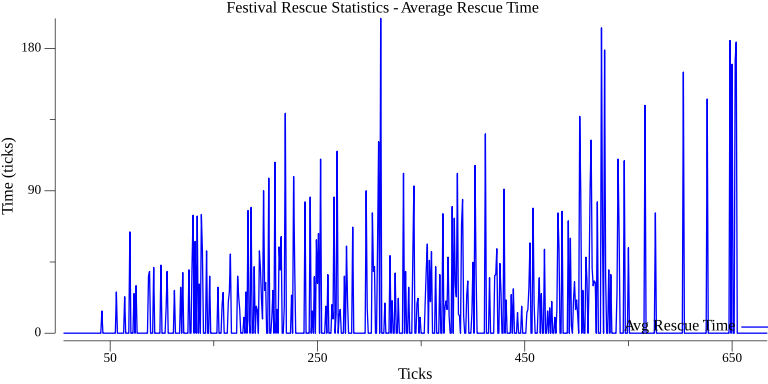 Festival Rescue Statistics - Average Rescue Time
Time (ticks)
180
90
0
Avg Rescue Time
50 250 450 650
Ticks